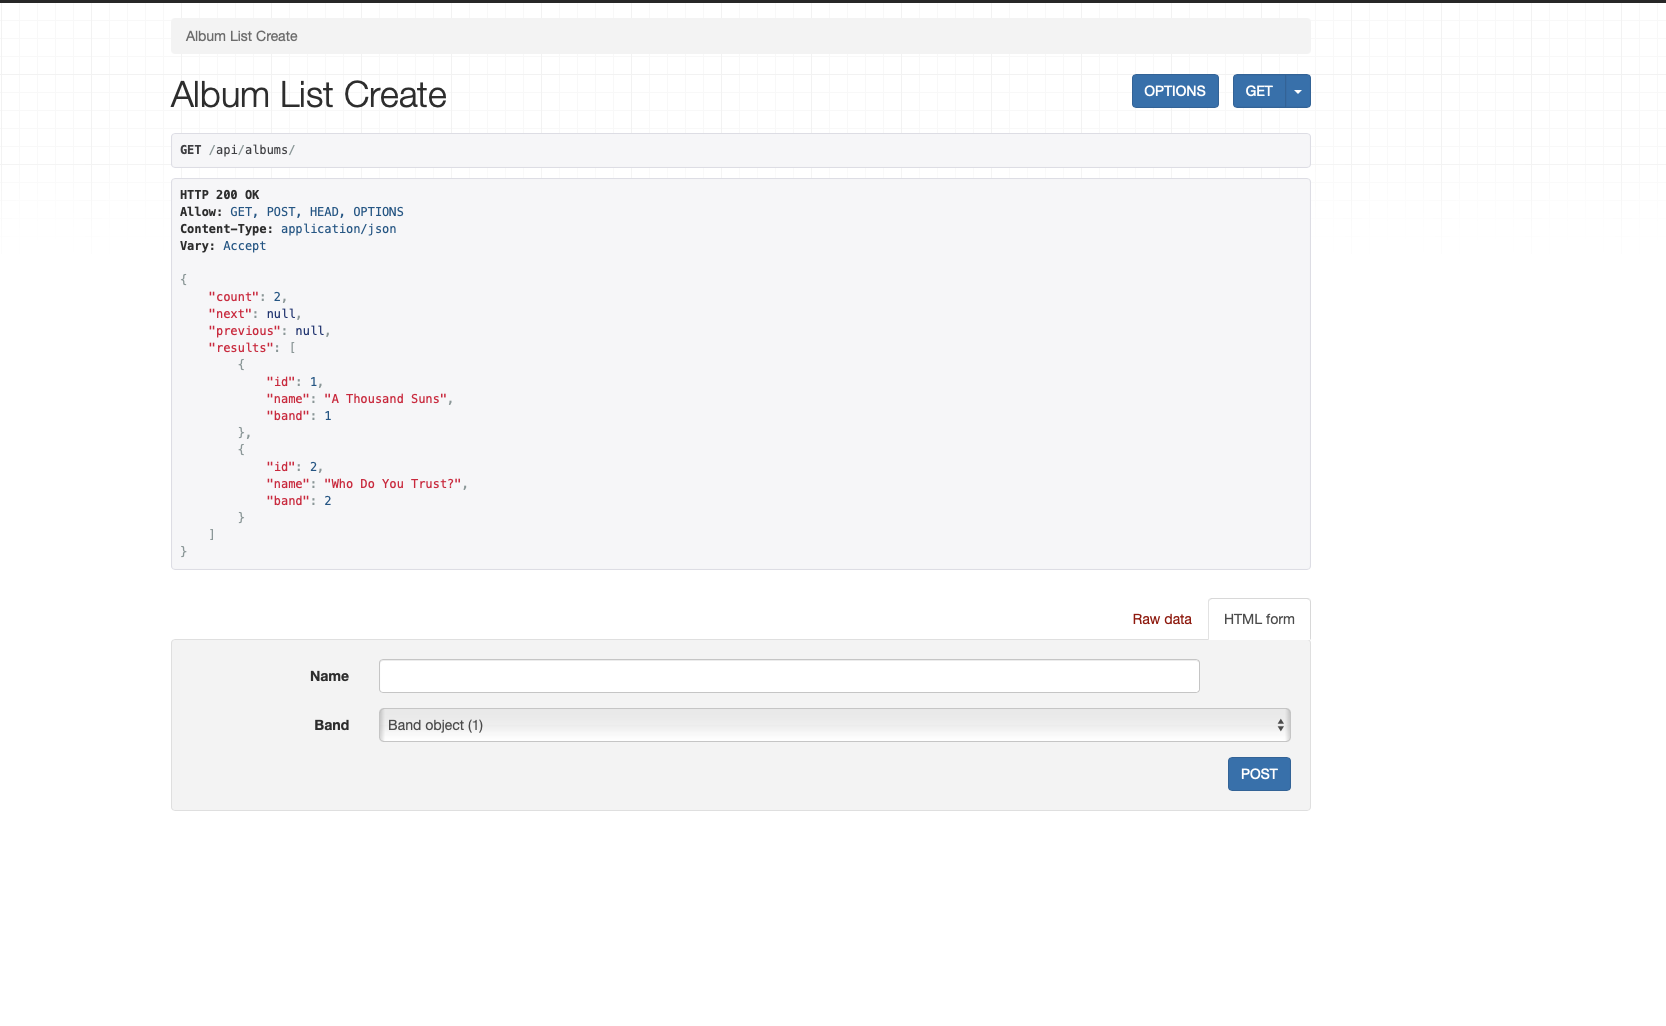 Album List Create
Album List Create
OPTIONS
GET
GET /api/albums/
HTTP 200 OK
Allow: GET, POST, HEAD, OPTIONS
Content-Type: application/json
Vary: Accept
{
    "count": 2,
    "next": null,
    "previous": null,
    "results": [
        {
            "id": 1,
            "name": "A Thousand Suns",
            "band": 1
        },
        {
            "id": 2,
            "name": "Who Do You Trust?",
            "band": 2
        }
    ]
}
Raw data
HTML form
Name
Band
Band object (1)
POST